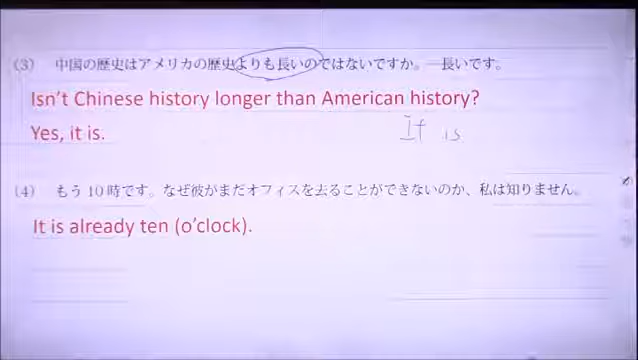 (3) 中国の歴史はアメリカの歴史よりも長いのではないですか。―長いです。
Isn't Chinese history longer than American history?
Yes, it is.
It is
(4) もう 10 時です。なぜ彼がまだオフィスを去ることができないのか、私は知りません。
It is already ten (o'clock).